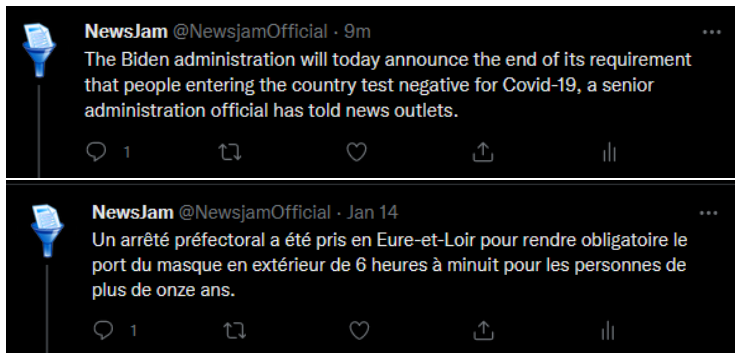 NewsJam @NewsjamOfficial · 9m
The Biden administration will today announce the end of its requirement
that people entering the country test negative for Covid-19, a senior
administration official has told news outlets.
1
NewsJam @NewsjamOfficial · Jan 14
Un arrêté préfectoral a été pris en Eure-et-Loir pour rendre obligatoire le
port du masque en extérieur de 6 heures à minuit pour les personnes de
plus de onze ans.
1